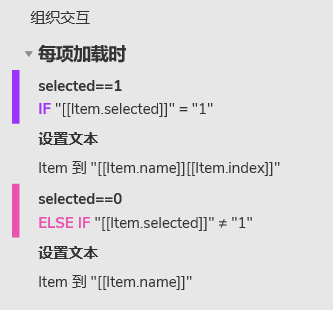 组织交互
每项加载时
selected==1
IF "[[Item.selected]]" = "1"
设置文本
Item 到 "[[Item.name]][[Item.index]]"
selected==0
ELSE IF "[[Item.selected]]" ≠ "1"
设置文本
Item 到 "[[Item.name]]"